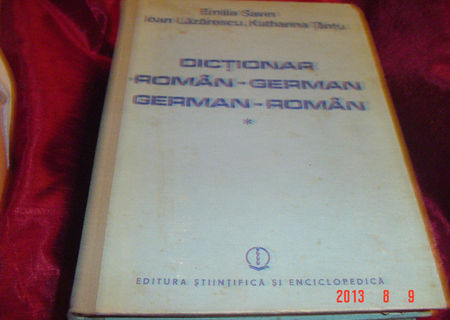 Emilia Savin
Ioan Lăzărescu, Katharina Țânțu
DICȚIONAR
ROMÂN-GERMAN
GERMAN-ROMÂN
*
EDITURA ȘTIINȚIFICĂ ȘI ENCICLOPEDICĂ
2013 8 9